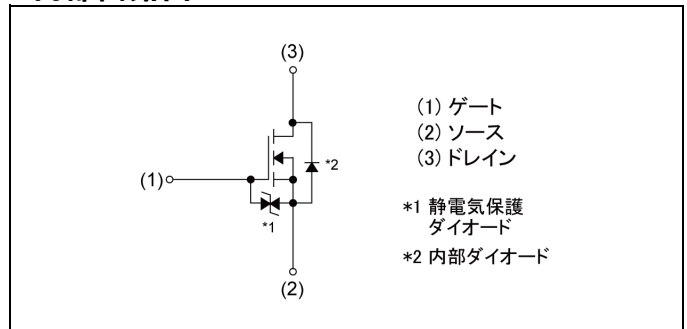 (3)
(1) ゲート
(2) ソース
(3) ドレイン
*2
(1)
*1
*1 静電気保護
ダイオード
*2 内部ダイオード
(2)